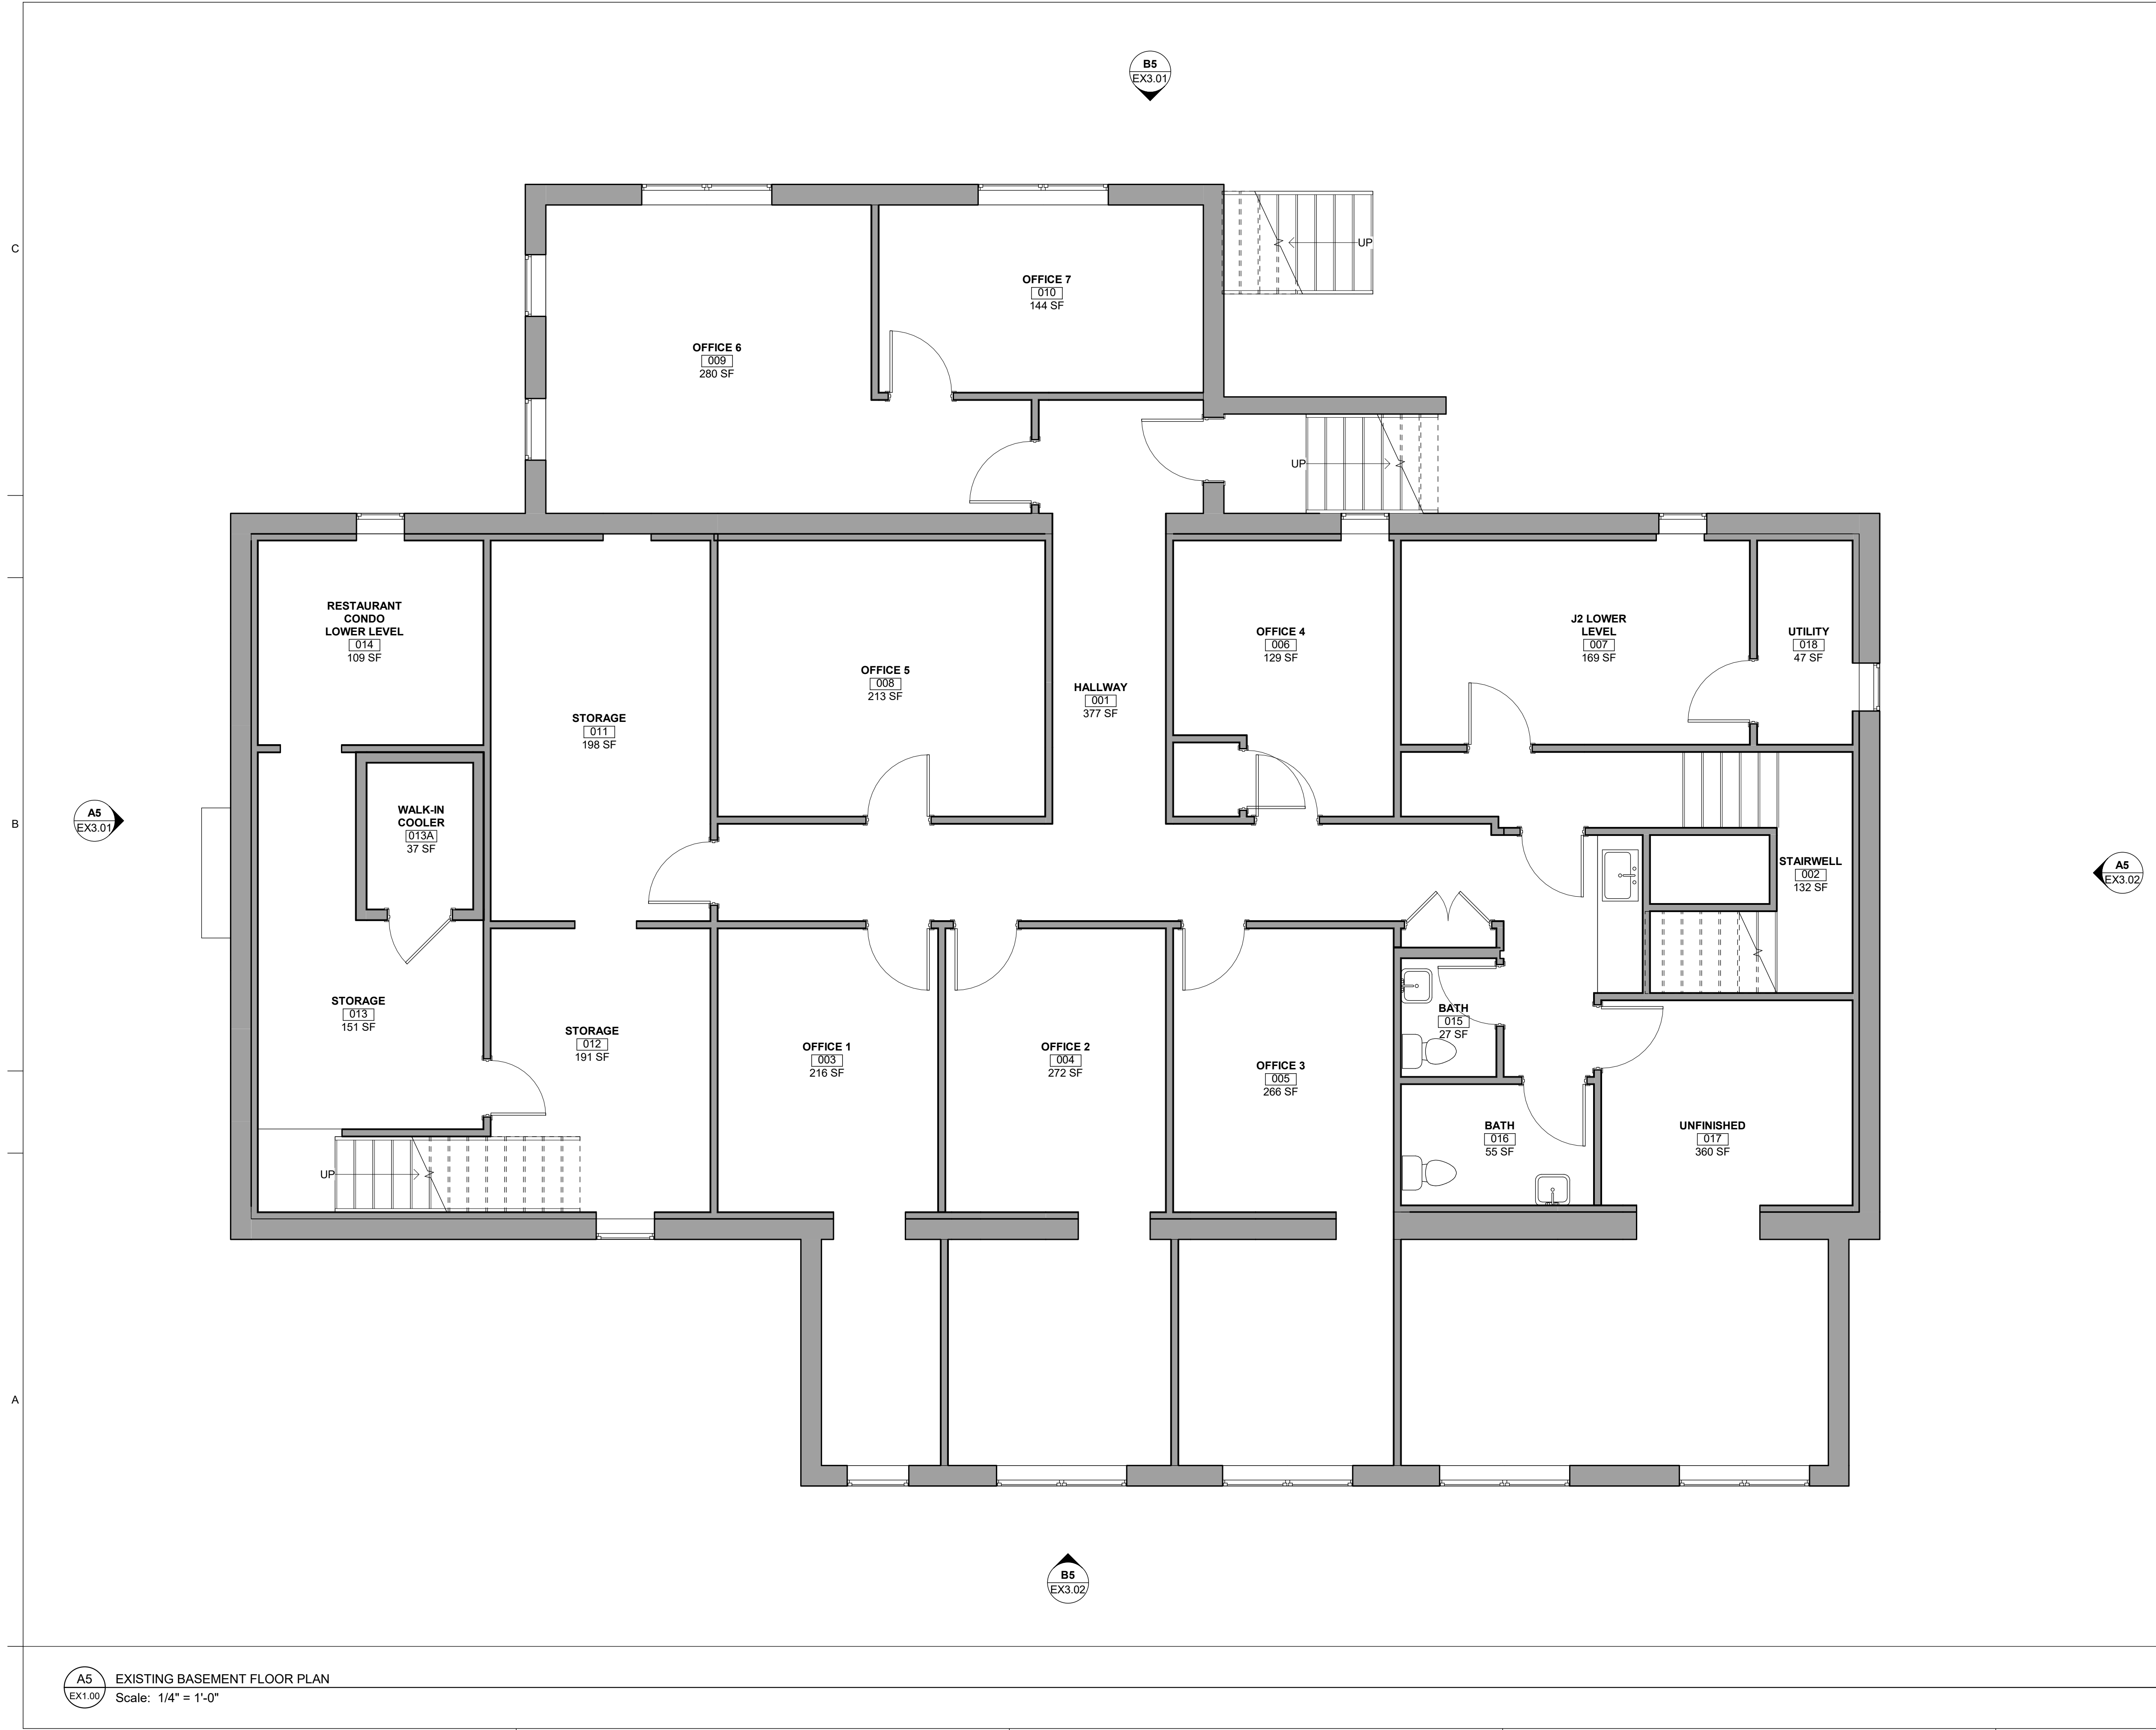 B5
EX3.01
C
UP
OFFICE 7
010
144 SF
OFFICE 6
009
280 SF
UP
RESTAURANT
CONDO
LOWER LEVEL
014
109 SF
J2 LOWER
LEVEL
007
169 SF
OFFICE 4
006
129 SF
UTILITY
018
47 SF
OFFICE 5
008
213 SF
HALLWAY
001
377 SF
STORAGE
011
198 SF
B
A5
EX3.01
WALK-IN
COOLER
013A
37 SF
STAIRWELL
002
132 SF
A5
EX3.02
STORAGE
013
151 SF
BATH
015
27 SF
STORAGE
012
191 SF
OFFICE 1
003
216 SF
OFFICE 2
004
272 SF
OFFICE 3
005
266 SF
BATH
016
55 SF
UNFINISHED
017
360 SF
UP
A
B5
EX3.02
A5
EX1.00
EXISTING BASEMENT FLOOR PLAN
Scale: 1/4" = 1'-0"